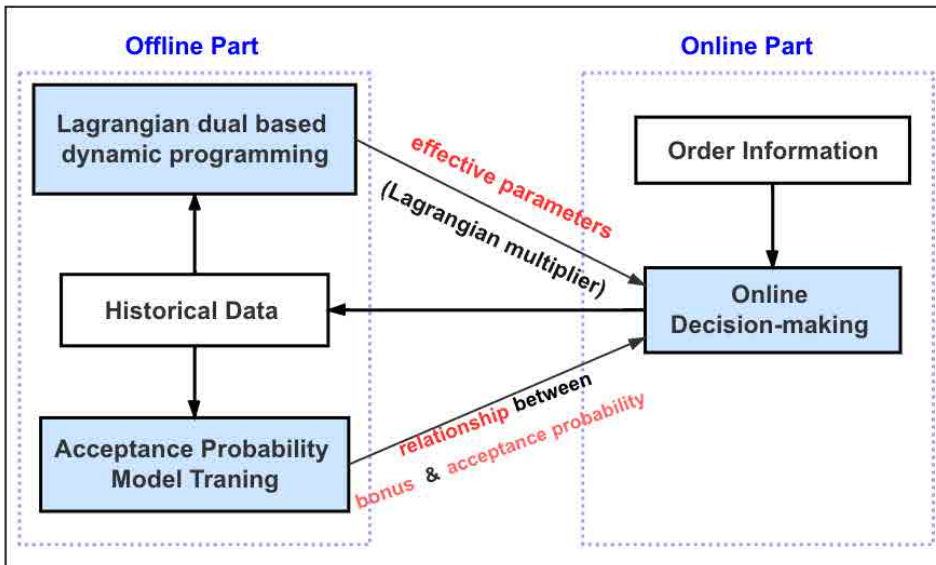 Offline Part
Online Part
Lagrangian dual based
dynamic programming
effective parameters
(Lagrangian multiplier)
Order Information
Historical Data
Online
Decision-making
Acceptance Probability
Model Traning
relationship between
bonus & acceptance probability